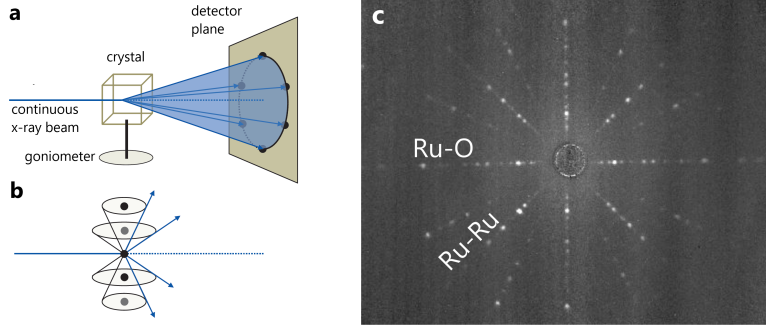 a
detector
plane
crystal
continuous
x-ray beam
goniometer
b
c
Ru-O
Ru-Ru